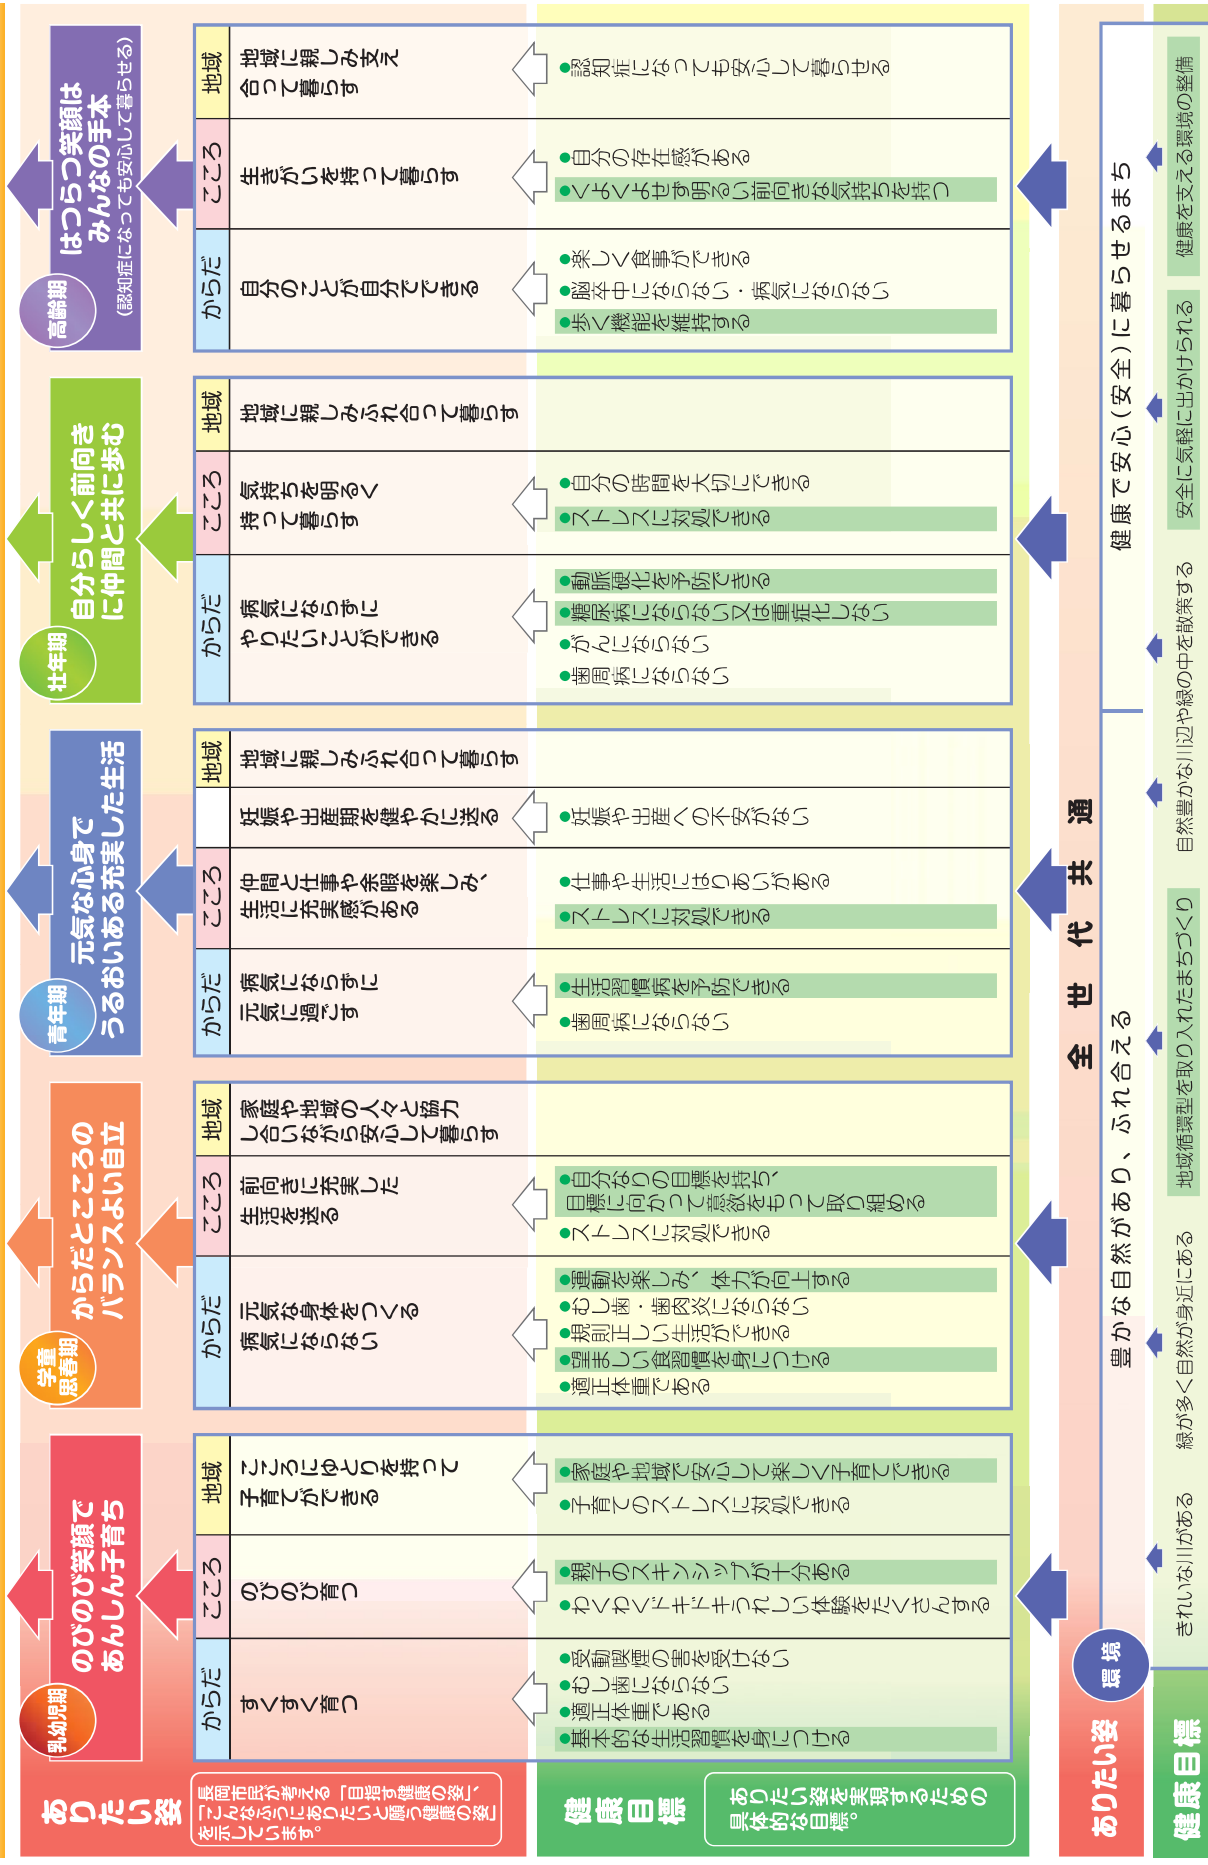 ありたい姿
長岡市民が考える「目指す健康の姿」、
「こんなふうにありたいと願う健康の姿」
を示しています。
健康目標
ありたい姿を実現するための
具体的な目標。
乳幼児期
のびのび笑顔で
あんしん子育ち
からだ
すくすく育つ
●受動喫煙の害を受けない
●むし歯にならない
●適正体重である
●基本的な生活習慣を身につける
こころ
のびのび育つ
●親子のスキンシップが十分ある
●わくわくドキドキうれしい体験をたくさんする
地域
こころにゆとりを持って
子育てができる
●家庭や地域で安心して楽しく子育てできる
●子育てのストレスに対処できる
学童
思春期
からだとこころの
バランスよい自立
からだ
元気な身体をつくる
病気にならない
●運動を楽しみ、体力が向上する
●むし歯・歯肉炎にならない
●規則正しい生活ができる
●望ましい食習慣を身につける
●適正体重である
こころ
前向きに充実した
生活を送る
●自分なりの目標を持ち、
目標に向かって意欲をもって取り組める
●ストレスに対処できる
地域
家庭や地域の人々と協力
し合いながら安心して暮らす
青年期
元気な心身で
うるおいある充実した生活
からだ
病気にならずに
元気に過ごす
●生活習慣病を予防できる
●歯周病にならない
こころ
仲間と仕事や余暇を楽しみ、
生活に充実感がある
●仕事や生活にはりあいがある
●ストレスに対処できる
妊娠や出産期を健やかに送る
●妊娠や出産への不安がない
地域
地域に親しみふれ合って暮らす
壮年期
自分らしく前向き
に仲間と共に歩む
からだ
病気にならずに
やりたいことができる
●動脈硬化を予防できる
●糖尿病にならない又は重症化しない
●がんにならない
●歯周病にならない
こころ
気持ちを明るく
持って暮らす
●自分の時間を大切にできる
●ストレスに対処できる
地域
地域に親しみふれ合って暮らす
高齢期
はつらつ笑顔は
みんなの手本
(認知症になっても安心して暮らせる)
からだ
自分のことが自分でできる
●楽しく食事ができる
●脳卒中にならない・病気にならない
●歩く機能を維持する
こころ
生きがいを持って暮らす
●自分の存在感がある
●くよくよせず明るい前向きな気持ちを持つ
地域
地域に親しみ支え
合って暮らす
●認知症になっても安心して暮らせる
全世代共通
ありたい姿
環境
豊かな自然があり、ふれ合える
健康で安心(安全)に暮らせるまち
健康目標
きれいな川がある
緑が多く自然が身近にある
地域循環型を取り入れたまちづくり
自然豊かな川辺や緑の中を散策する
安全に気軽に出かけられる
健康を支える環境の整備